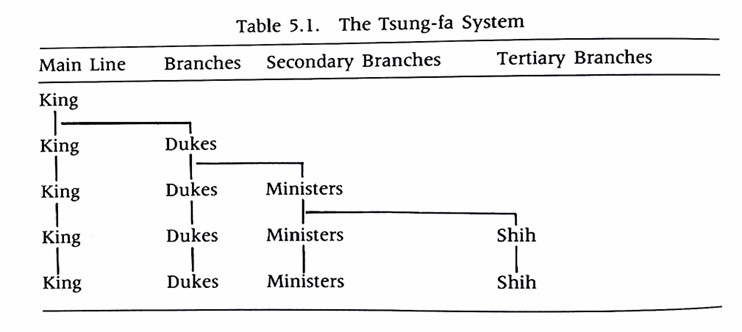 Table 5.1. The Tsung-fa System
Main Line Branches Secondary Branches Tertiary Branches
King
King Dukes
King Dukes Ministers
King Dukes Ministers Shih
King Dukes Ministers Shih